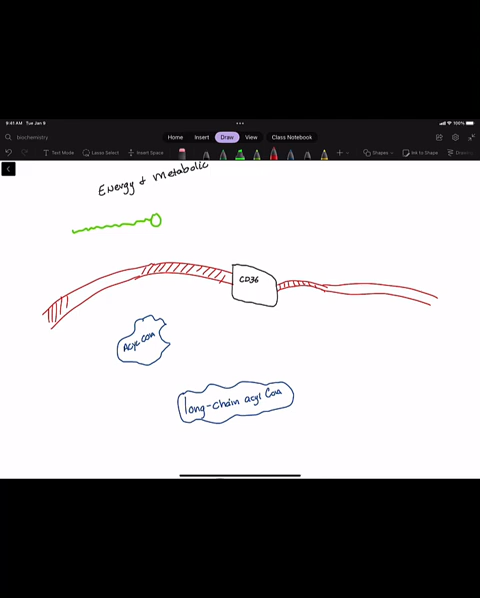 9:41 AM Tue Jan 9
100%
biochemistry
Home Insert Draw View Class Notebook
Text Mode Lasso Select Insert Space Shapes Ink to Shape
Energy & Metabolic
CD36
Acyl COA
long-chain acyl COA